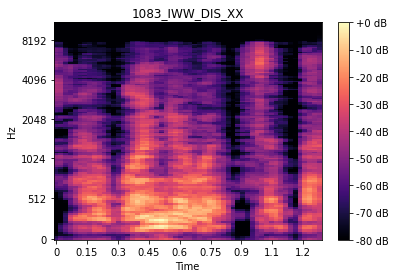 1083_IWW_DIS_XX
+0 dB
8192
-10 dB
4096
-20 dB
-30 dB
2048
Hz
-40 dB
1024
-50 dB
512
-60 dB
-70 dB
0
-80 dB
0 0.15 0.3 0.45 0.6 0.75 0.9 1.1 1.2
Time